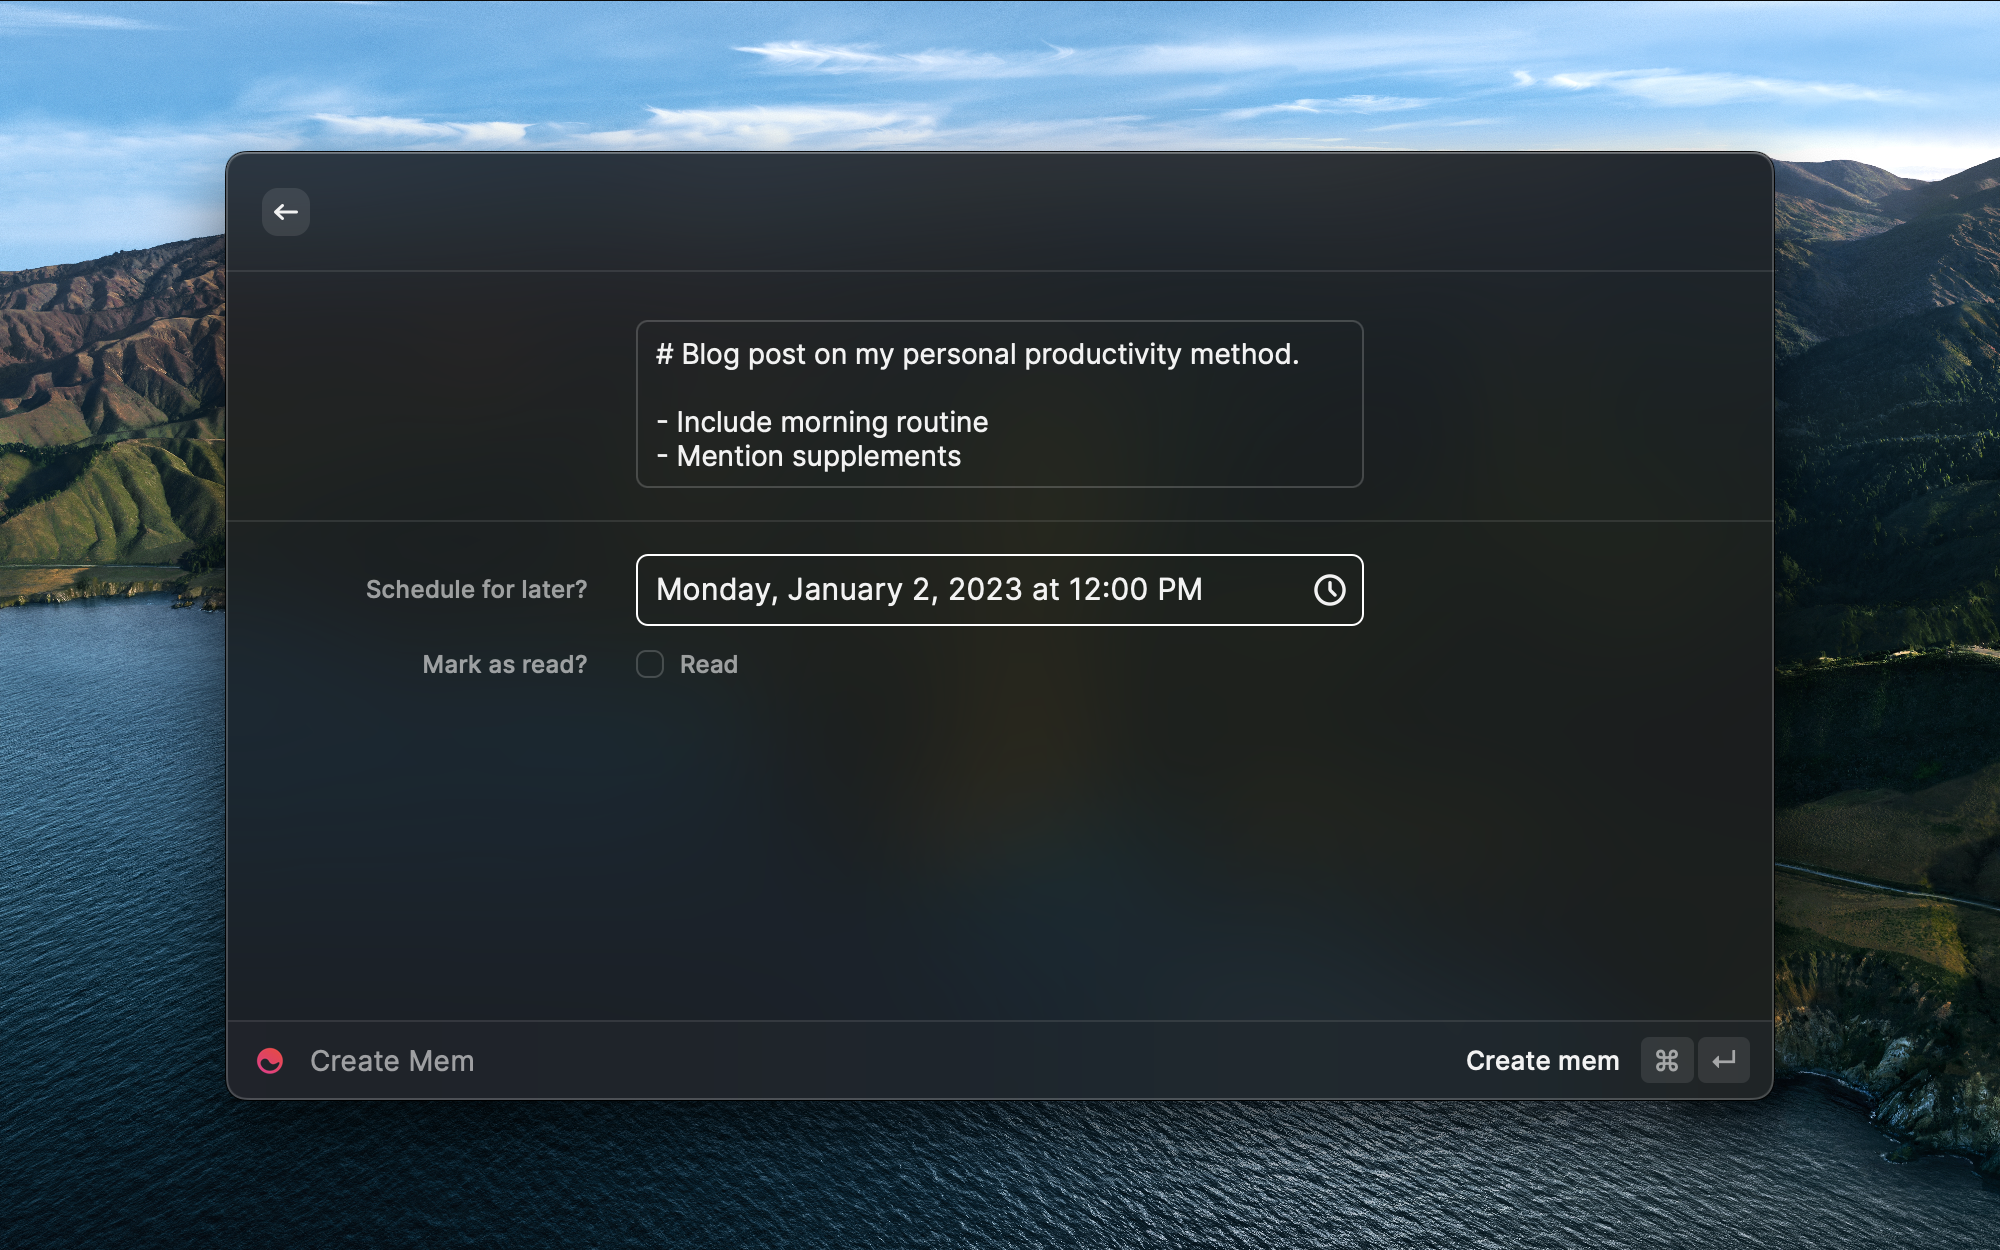 # Blog post on my personal productivity method.
- Include morning routine
- Mention supplements
Schedule for later? Monday, January 2, 2023 at 12:00 PM
Mark as read? Read
Create Mem Create mem ⌘ ↵